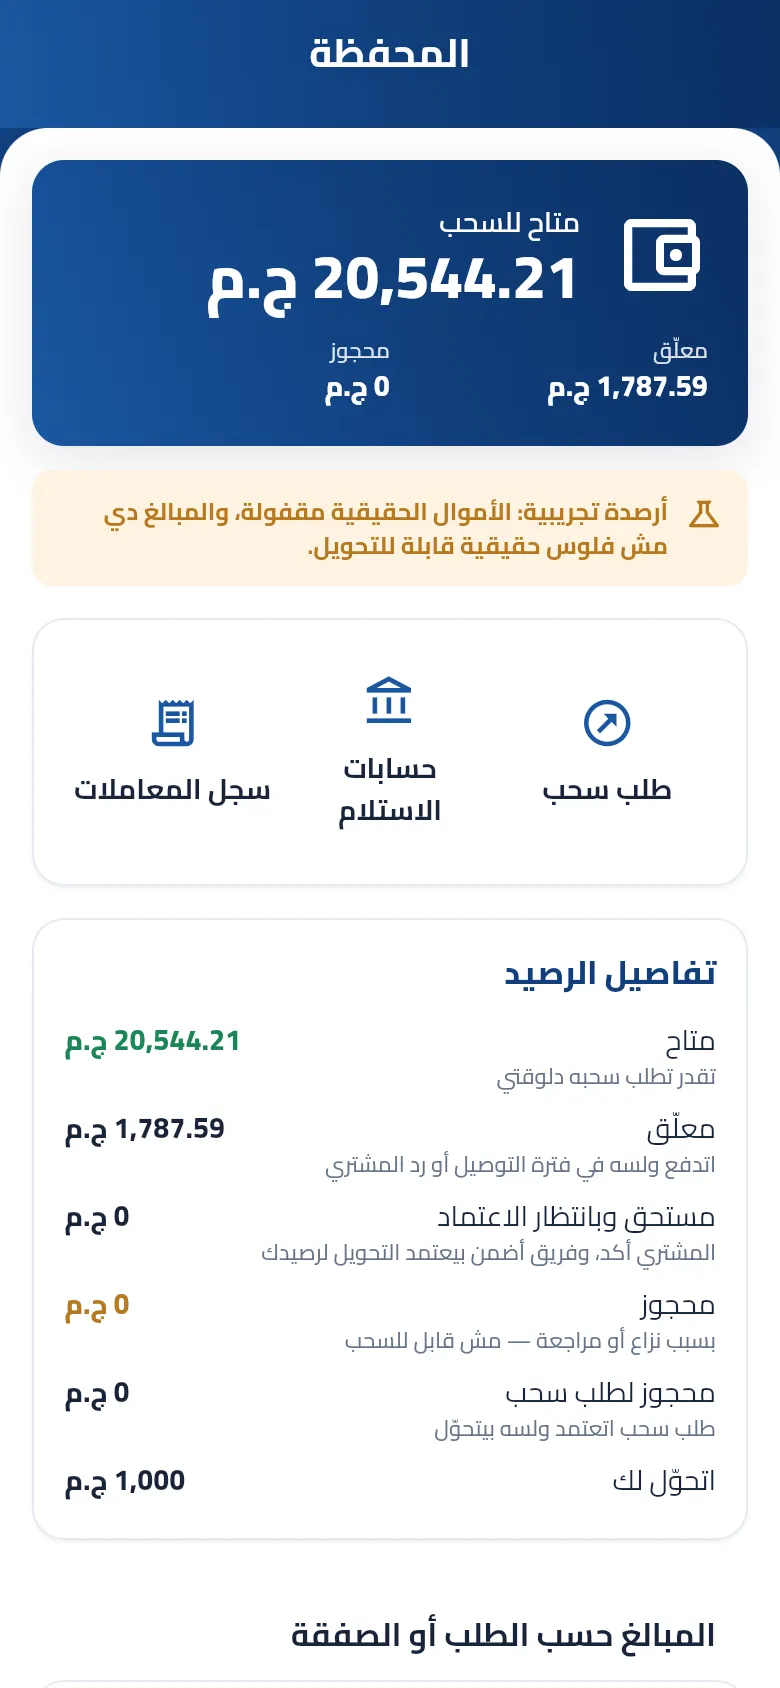 المحفظة
متاح للسحب
20,544.21 ج.م
معلّق
محجوز
1,787.59 ج.م
0 ج.م
أرصدة تجريبية: الأموال الحقيقية مقفولة، والمبالغ دي
مش فلوس حقيقية قابلة للتحويل.
طلب سحب
حسابات
الاستلام
سجل المعاملات
تفاصيل الرصيد
متاح 20,544.21 ج.م
تقدر تطلب سحبه دلوقتي
معلّق 1,787.59 ج.م
اتدفع ولسه في فترة التوصيل أو رد المشتري
مستحق وبانتظار الاعتماد 0 ج.م
المشتري أكد، وفريق أضمن بيعتمد التحويل لرصيدك
محجوز 0 ج.م
بسبب نزاع أو مراجعة — مش قابل للسحب
محجوز لطلب سحب 0 ج.م
طلب سحب اتعتمد ولسه بيتحوّل
اتحوّل لك 1,000 ج.م
المبالغ حسب الطلب أو الصفقة